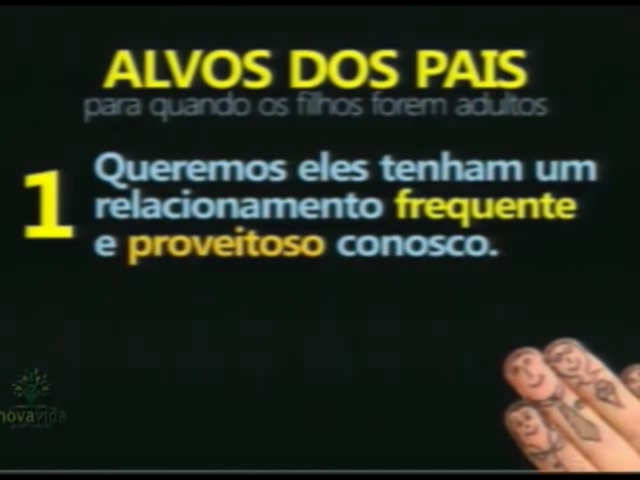 ALVOS DOS PAIS
para quando os filhos forem adultos
1 Queremos eles tenham um
relacionamento frequente
e proveitoso conosco.
novavida